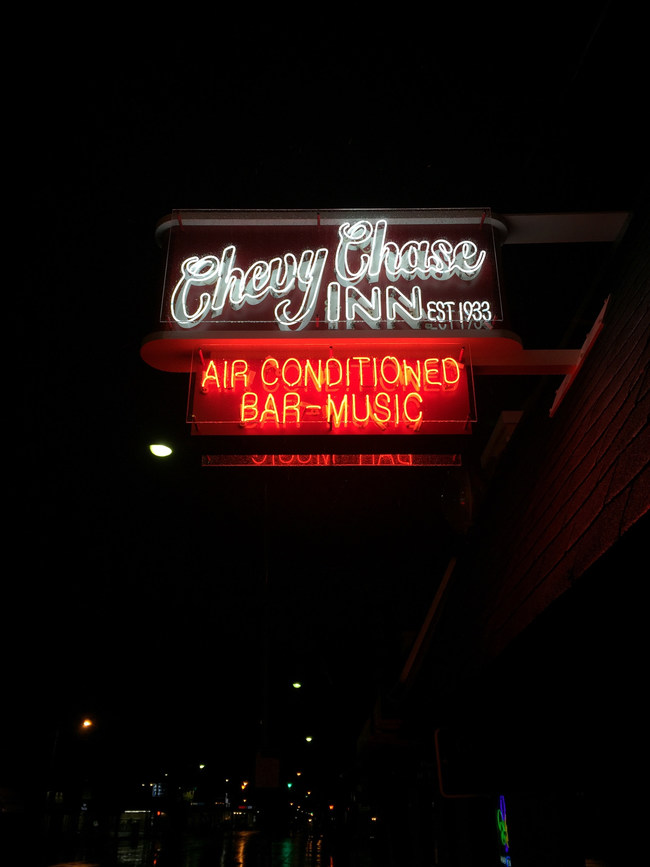 Chevy Chase
INN EST 1933
AIR CONDITIONED
BAR-MUSIC